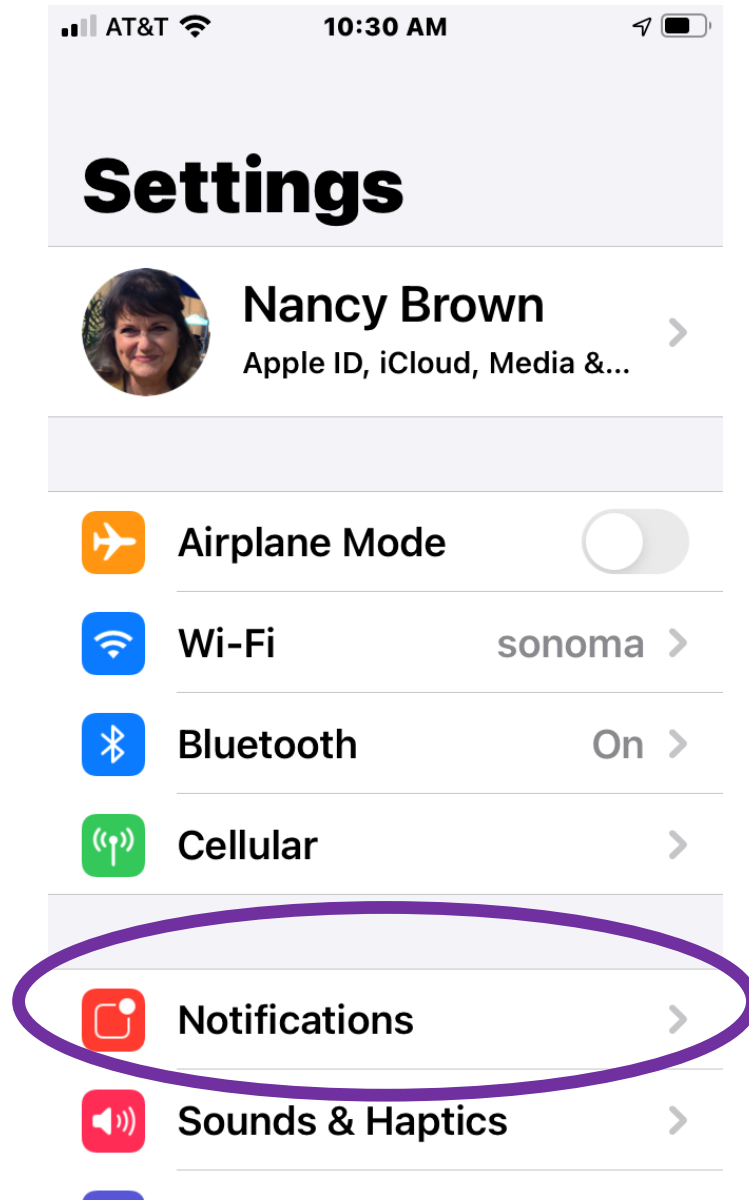 AT&T 10:30 AM
Settings
Nancy Brown
Apple ID, iCloud, Media &...
Airplane Mode
Wi-Fi sonoma
Bluetooth On
Cellular
Notifications
Sounds & Haptics